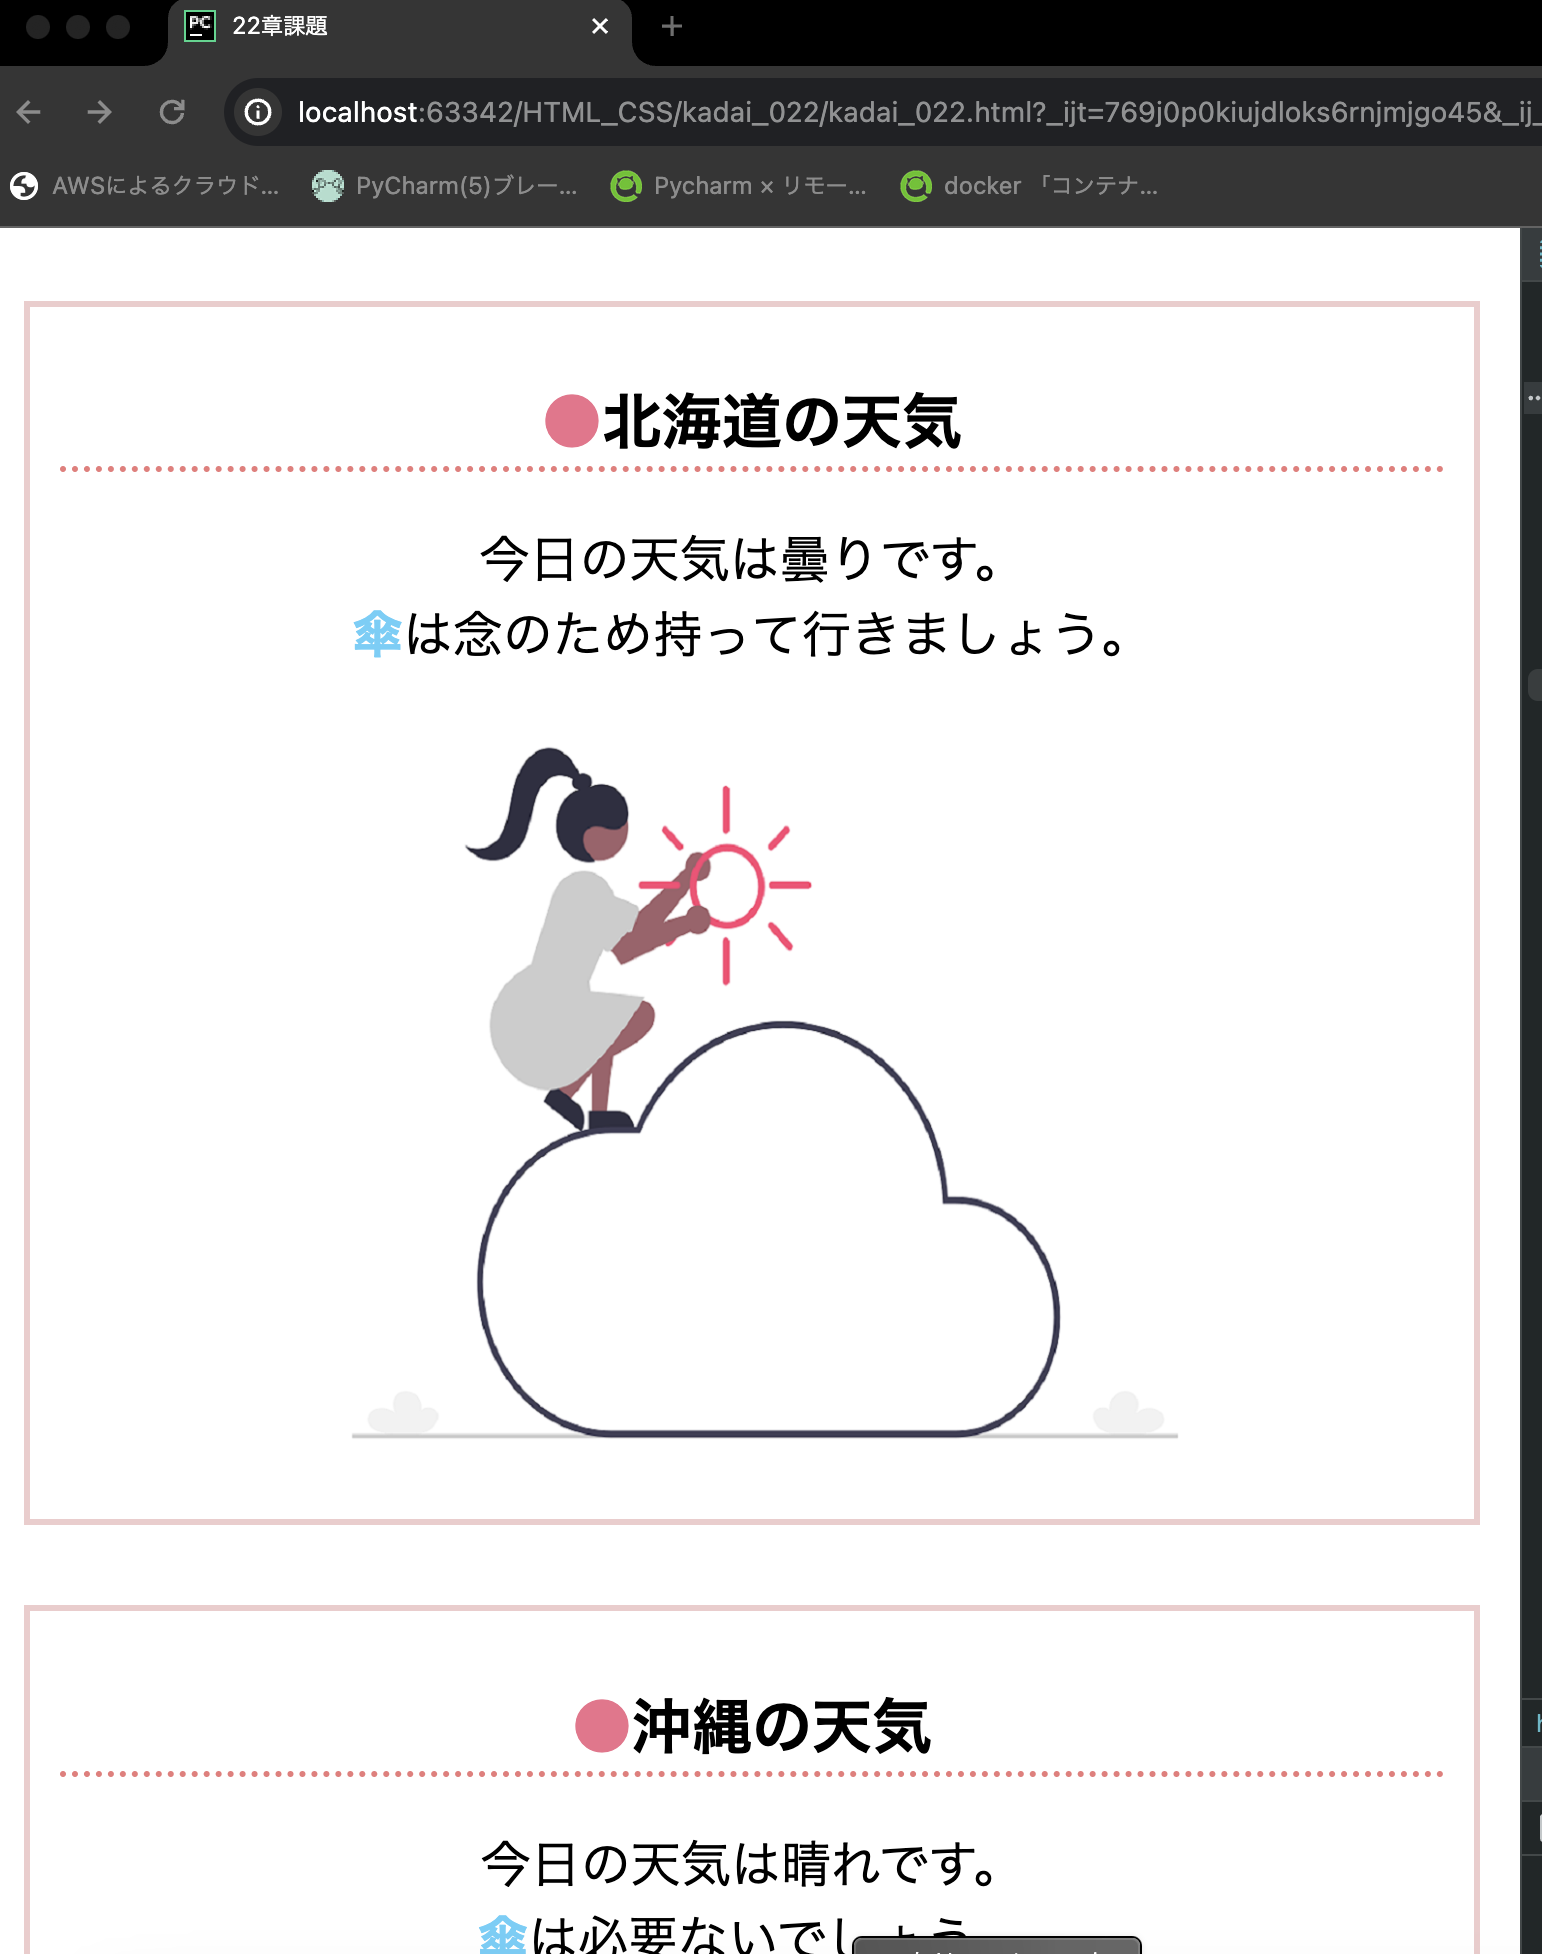 22章課題
localhost:63342/HTML_CSS/kadai_022/kadai_022.html?_ijt=769j0p0kiujdloks6rnjmjgo45&_ij_
AWSによるクラウド... PyCharm(5)ブレー... Pycharm × リモー... docker 「コンテナ...
●北海道の天気
今日の天気は曇りです。
傘は念のため持って行きましょう。
●沖縄の天気
今日の天気は晴れです。
傘は必要ないでしょう